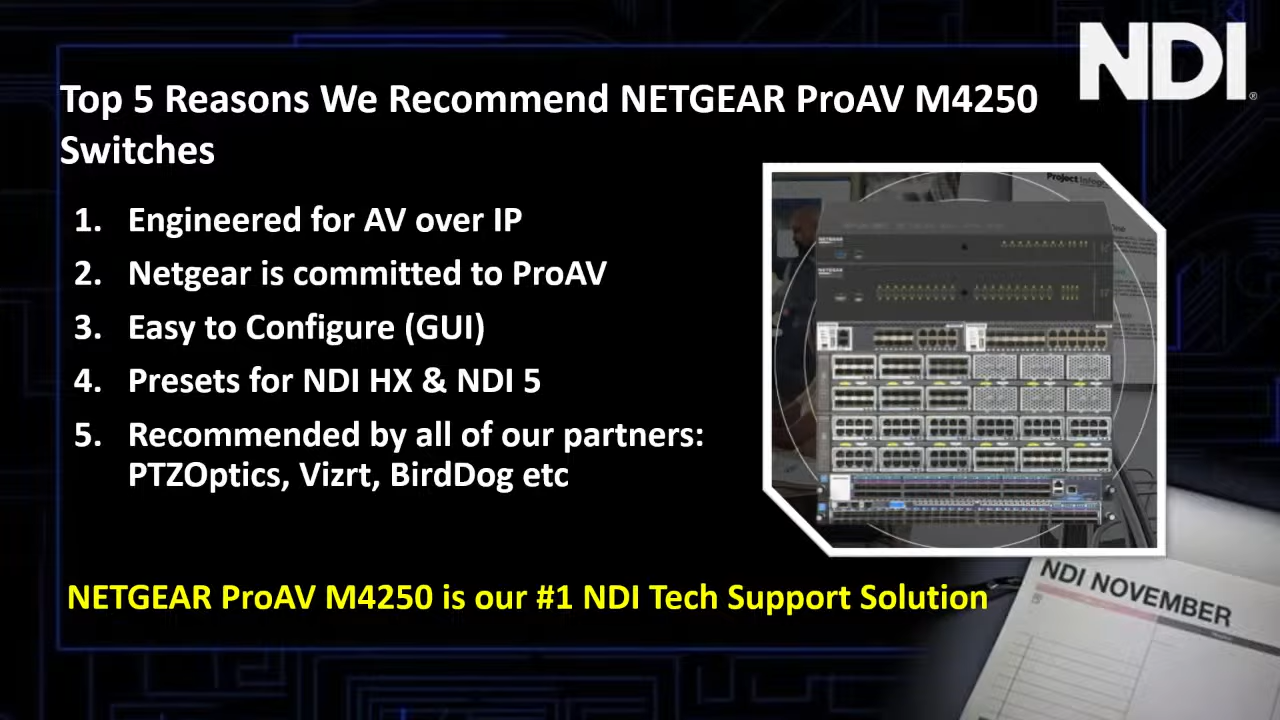 NDI
®
Top 5 Reasons We Recommend NETGEAR ProAV M4250
Switches
1. Engineered for AV over IP
2. Netgear is committed to ProAV
3. Easy to Configure (GUI)
4. Presets for NDI HX & NDI 5
5. Recommended by all of our partners:
PTZOptics, Vizrt, BirdDog etc
Project
NETGEAR
NETGEAR
NETGEAR ProAV M4250 is our #1 NDI Tech Support Solution
NDI NOVEMBER